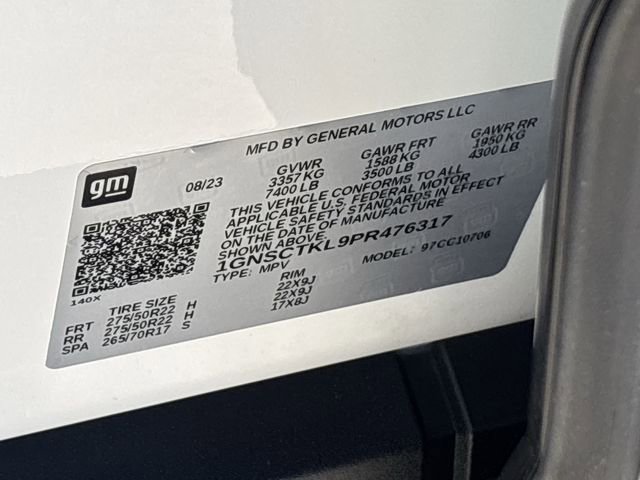 gm
MFD BY GENERAL MOTORS LLC
08/23
GVWR GAWR FRT GAWR RR
3357 KG 1588 KG 1950 KG
7400 LB 3500 LB 4300 LB
THIS VEHICLE CONFORMS TO ALL
APPLICABLE U.S. FEDERAL MOTOR
VEHICLE SAFETY STANDARDS IN EFFECT
ON THE DATE OF MANUFACTURE
SHOWN ABOVE.
1GNSCTKL9PR476317
TYPE: MPV MODEL: 97CC10706
140X
TIRE SIZE RIM
FRT 275/50R22 H 22X9J
RR 275/50R22 H 22X9J
SPA 265/70R17 S 17X8J